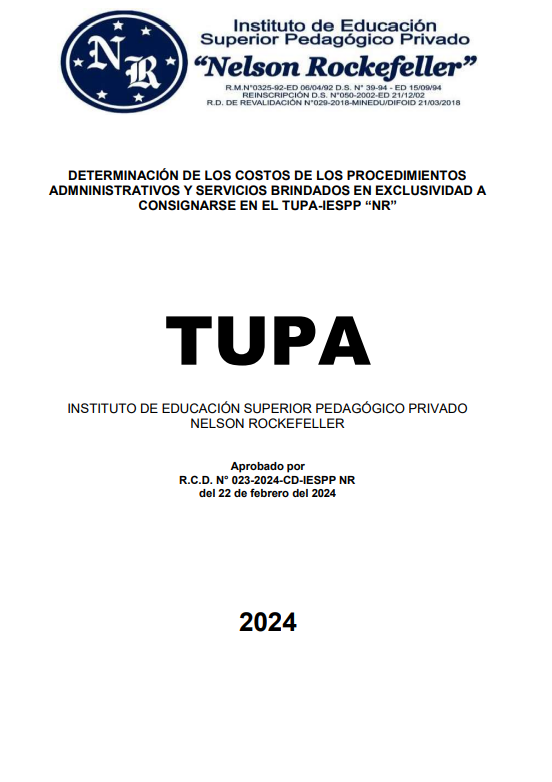 NR
Instituto de Educación
Superior Pedagógico Privado
“Nelson Rockefeller”
R.M.N°0325-92-ED 06/04/92 D.S. N° 39-94 - ED 15/09/94
REINSCRIPCIÓN D.S. N°050-2002-ED 21/12/02
R.D. DE REVALIDACIÓN N°029-2018-MINEDU/DIFOID 21/03/2018
DETERMINACIÓN DE LOS COSTOS DE LOS PROCEDIMIENTOS
ADMNINISTRATIVOS Y SERVICIOS BRINDADOS EN EXCLUSIVIDAD A
CONSIGNARSE EN EL TUPA-IESPP “NR”
TUPA
INSTITUTO DE EDUCACIÓN SUPERIOR PEDAGÓGICO PRIVADO
NELSON ROCKEFELLER
Aprobado por
R.C.D. N° 023-2024-CD-IESPP NR
del 22 de febrero del 2024
2024